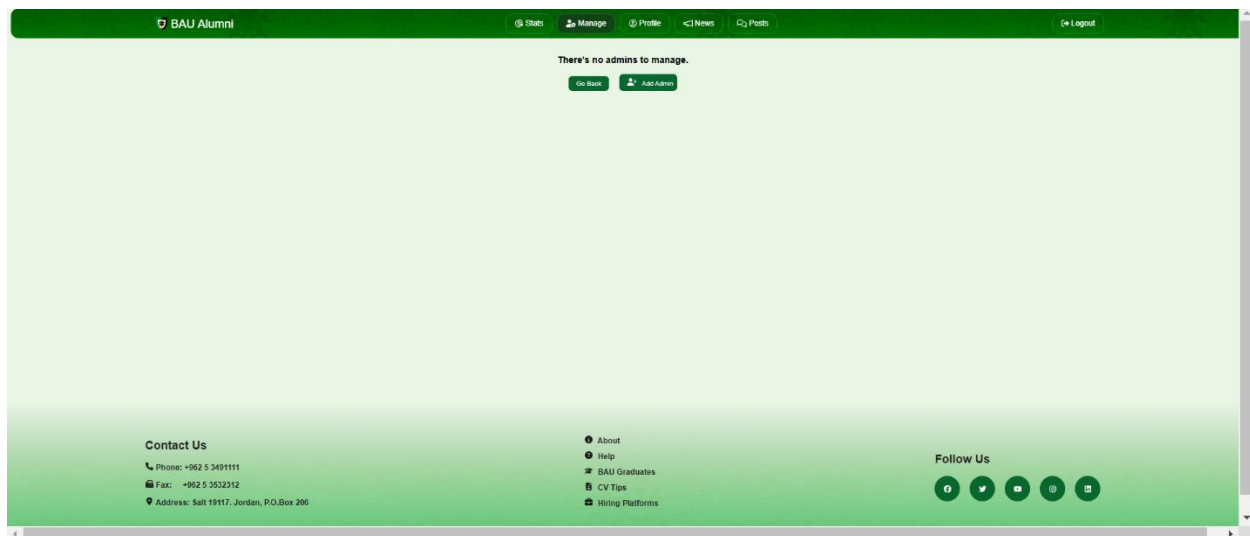 BAU Alumni
Stats Manage Profile News Posts
Logout
There's no admins to manage.
Go Back Add Admin
Contact Us
Phone: +962 5 3491111
Fax: +962 5 3532312
Address: Salt 19117. Jordan, P.O.Box 206
About
Help
BAU Graduates
CV Tips
Hiring Platforms
Follow Us